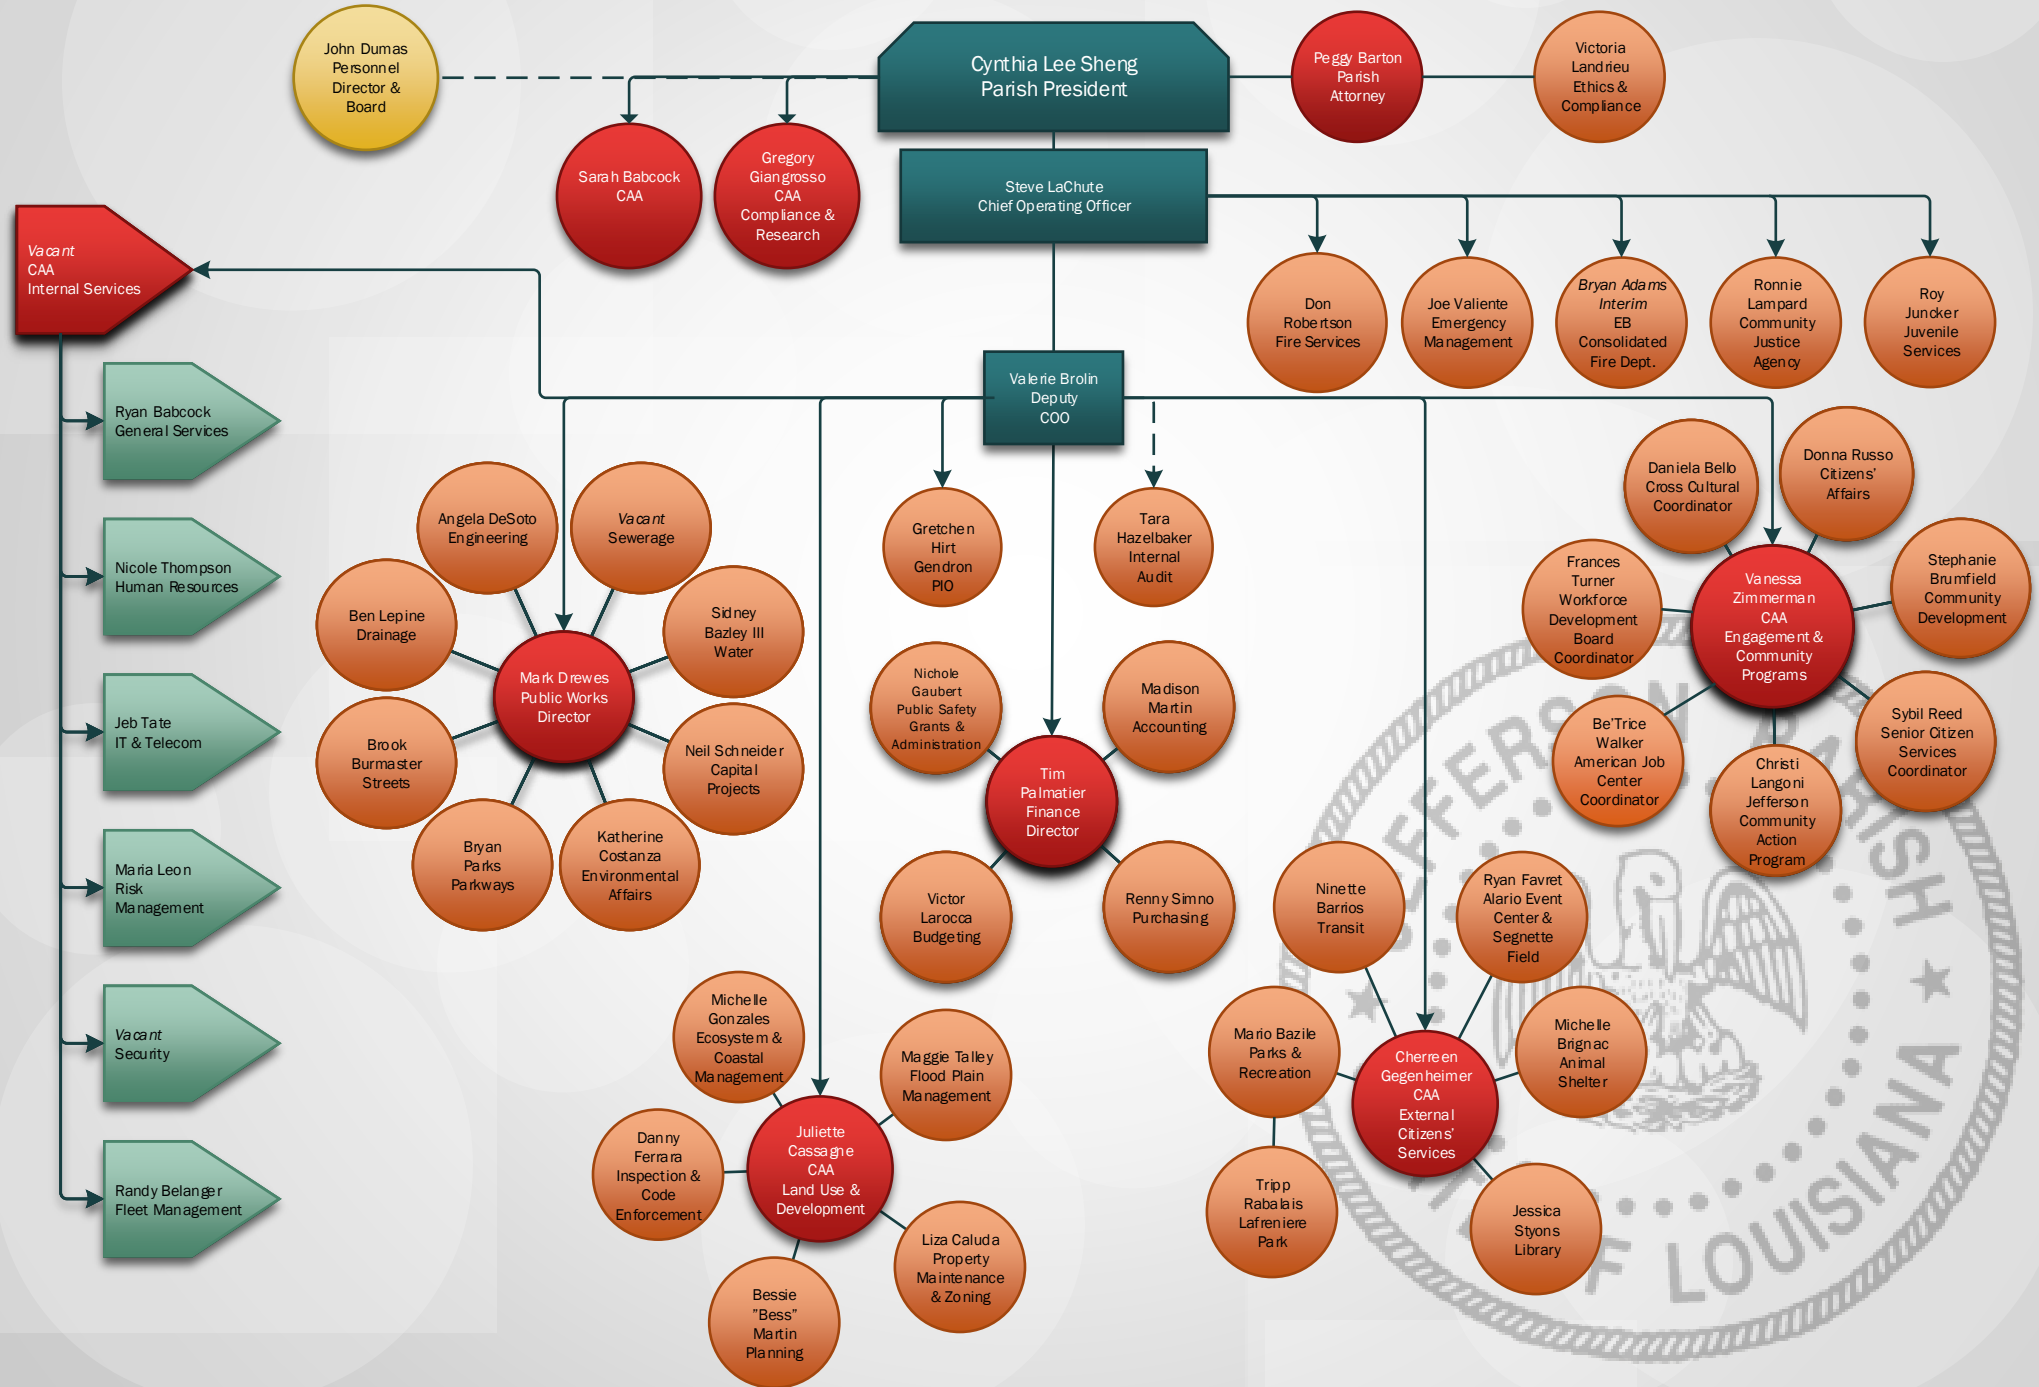 John Dumas
Personnel
Director &
Board
Cynthia Lee Sheng
Parish President
Peggy Barton
Parish
Attorney
Victoria
Landrieu
Ethics &
Compliance
Sarah Babcock
CAA
Gregory
Giangrosso
CAA
Compliance &
Research
Steve LaChute
Chief Operating Officer
Vacant
CAA
Internal Services
Don
Robertson
Fire Services
Joe Valiente
Emergency
Management
Bryan Adams
Interim
EB
Consolidated
Fire Dept.
Ronnie
Lampard
Community
Justice
Agency
Roy
Juncker
Juvenile
Services
Valerie Brolin
Deputy
COO
Ryan Babcock
General Services
Nicole Thompson
Human Resources
Jeb Tate
IT & Telecom
Maria Leon
Risk
Management
Vacant
Security
Randy Belanger
Fleet Management
Angela DeSoto
Engineering
Vacant
Sewerage
Ben Lepine
Drainage
Sidney
Bazley III
Water
Mark Drewes
Public Works
Director
Brook
Burmaster
Streets
Neil Schneider
Capital
Projects
Bryan
Parks
Parkways
Katherine
Costanza
Environmental
Affairs
Gretchen
Hirt
Gendron
PIO
Tara
Hazelbaker
Internal
Audit
Nichole
Gaubert
Public Safety
Grants &
Administration
Madison
Martin
Accounting
Tim
Palmatier
Finance
Director
Victor
Larocca
Budgeting
Renny Simno
Purchasing
Daniela Bello
Cross Cultural
Coordinator
Donna Russo
Citizens'
Affairs
Frances
Turner
Workforce
Development
Board
Coordinator
Vanessa
Zimmerman
CAA
Engagement &
Community
Programs
Stephanie
Brumfield
Community
Development
Be'Trice
Walker
American Job
Center
Coordinator
Christi
Langoni
Jefferson
Community
Action
Program
Sybil Reed
Senior Citizen
Services
Coordinator
Michelle
Gonzales
Ecosystem &
Coastal
Management
Maggie Talley
Flood Plain
Management
Danny
Ferrara
Inspection &
Code
Enforcement
Juliette
Cassagne
CAA
Land Use &
Development
Bessie
"Bess"
Martin
Planning
Liza Caluda
Property
Maintenance
& Zoning
Ninette
Barrios
Transit
Ryan Favret
Alario Event
Center &
Segnette
Field
Mario Bazile
Parks &
Recreation
Cherreen
Gegenheimer
CAA
External
Citizens'
Services
Michelle
Brignac
Animal
Shelter
Tripp
Rabalais
Lafreniere
Park
Jessica
Styons
Library
JEFFERSON PARISH
LOUISIANA